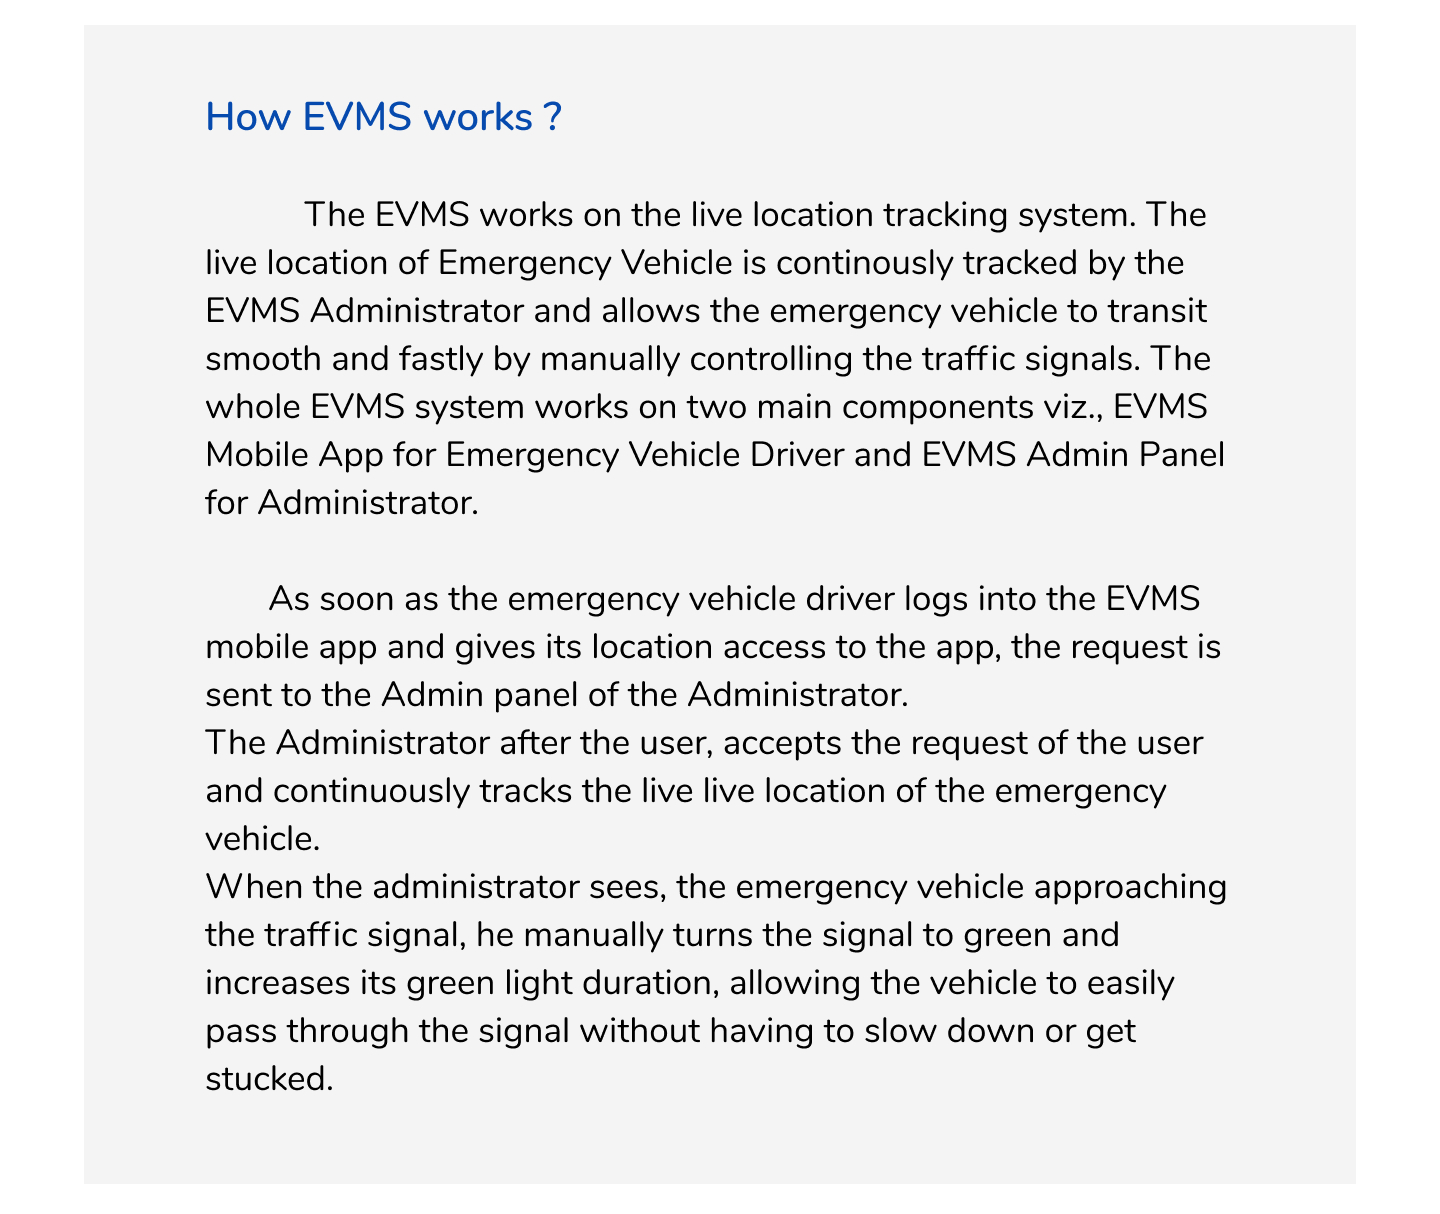 How EVMS works ?
The EVMS works on the live location tracking system. The
live location of Emergency Vehicle is continously tracked by the
EVMS Administrator and allows the emergency vehicle to transit
smooth and fastly by manually controlling the traffic signals. The
whole EVMS system works on two main components viz., EVMS
Mobile App for Emergency Vehicle Driver and EVMS Admin Panel
for Administrator.
As soon as the emergency vehicle driver logs into the EVMS
mobile app and gives its location access to the app, the request is
sent to the Admin panel of the Administrator.
The Administrator after the user, accepts the request of the user
and continuously tracks the live live location of the emergency
vehicle.
When the administrator sees, the emergency vehicle approaching
the traffic signal, he manually turns the signal to green and
increases its green light duration, allowing the vehicle to easily
pass through the signal without having to slow down or get
stucked.